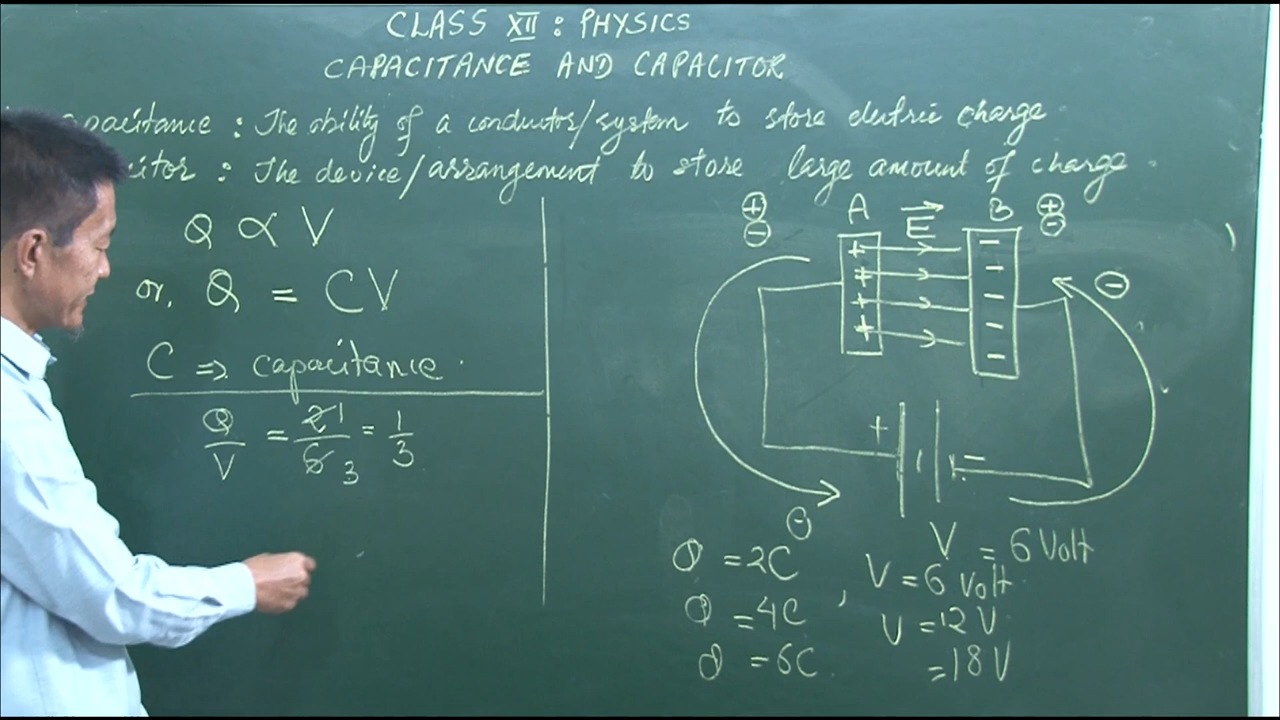 CLASS XII : PHYSICS
CAPACITANCE AND CAPACITOR
apacitance : The ability of a conductor/system to store electric charge
citor : The device/arrangement to store large amount of charge.
Q ∝ V
or, Q = CV
C ⇒ capacitance.
Q/V = 2̸1/6̸3 = 1/3
+ − A E→ B + −
+ −
+ −
+ −
+ −
−
−
+ −
−
V = 6 Volt
Q = 2C , V = 6 Volt.
Q = 4C V = 12 V
Q = 6C. = 18V